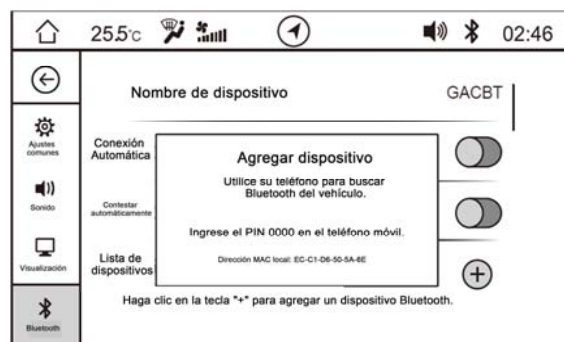 25.5°C
02:46
Nombre de dispositivo
GACBT
Ajustes
comunes
Conexión
Automática
Agregar dispositivo
Utilice su teléfono para buscar
Bluetooth del vehículo.
Sonido
Contestar
automáticamente
Ingrese el PIN 0000 en el teléfono móvil.
Visualización
Lista de
dispositivos
Dirección MAC local: EC-C1-D6-50-5A-6E
Haga clic en la tecla "+" para agregar un dispositivo Bluetooth.
Bluetooth